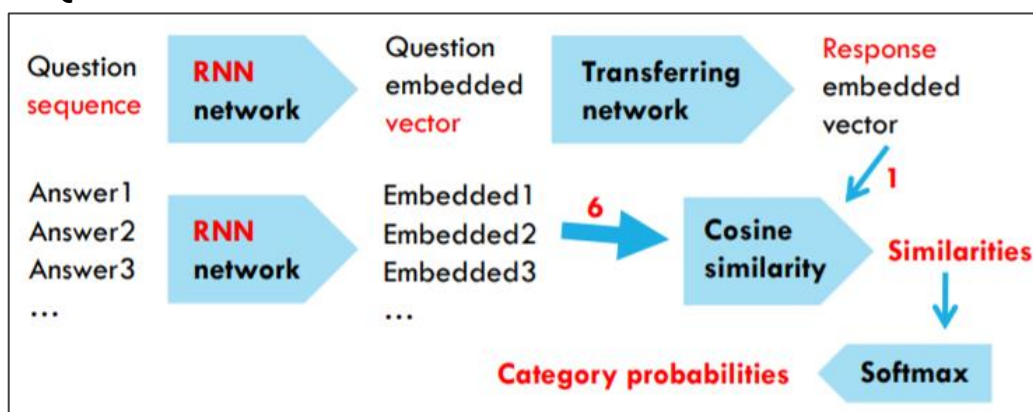 Question
sequence
RNN
network
Question
embedded
vector
Transferring
network
Response
embedded
vector
1
Answer1
Answer2
Answer3
...
RNN
network
Embedded1
Embedded2
Embedded3
...
6
Cosine
similarity
Similarities
Softmax
Category probabilities